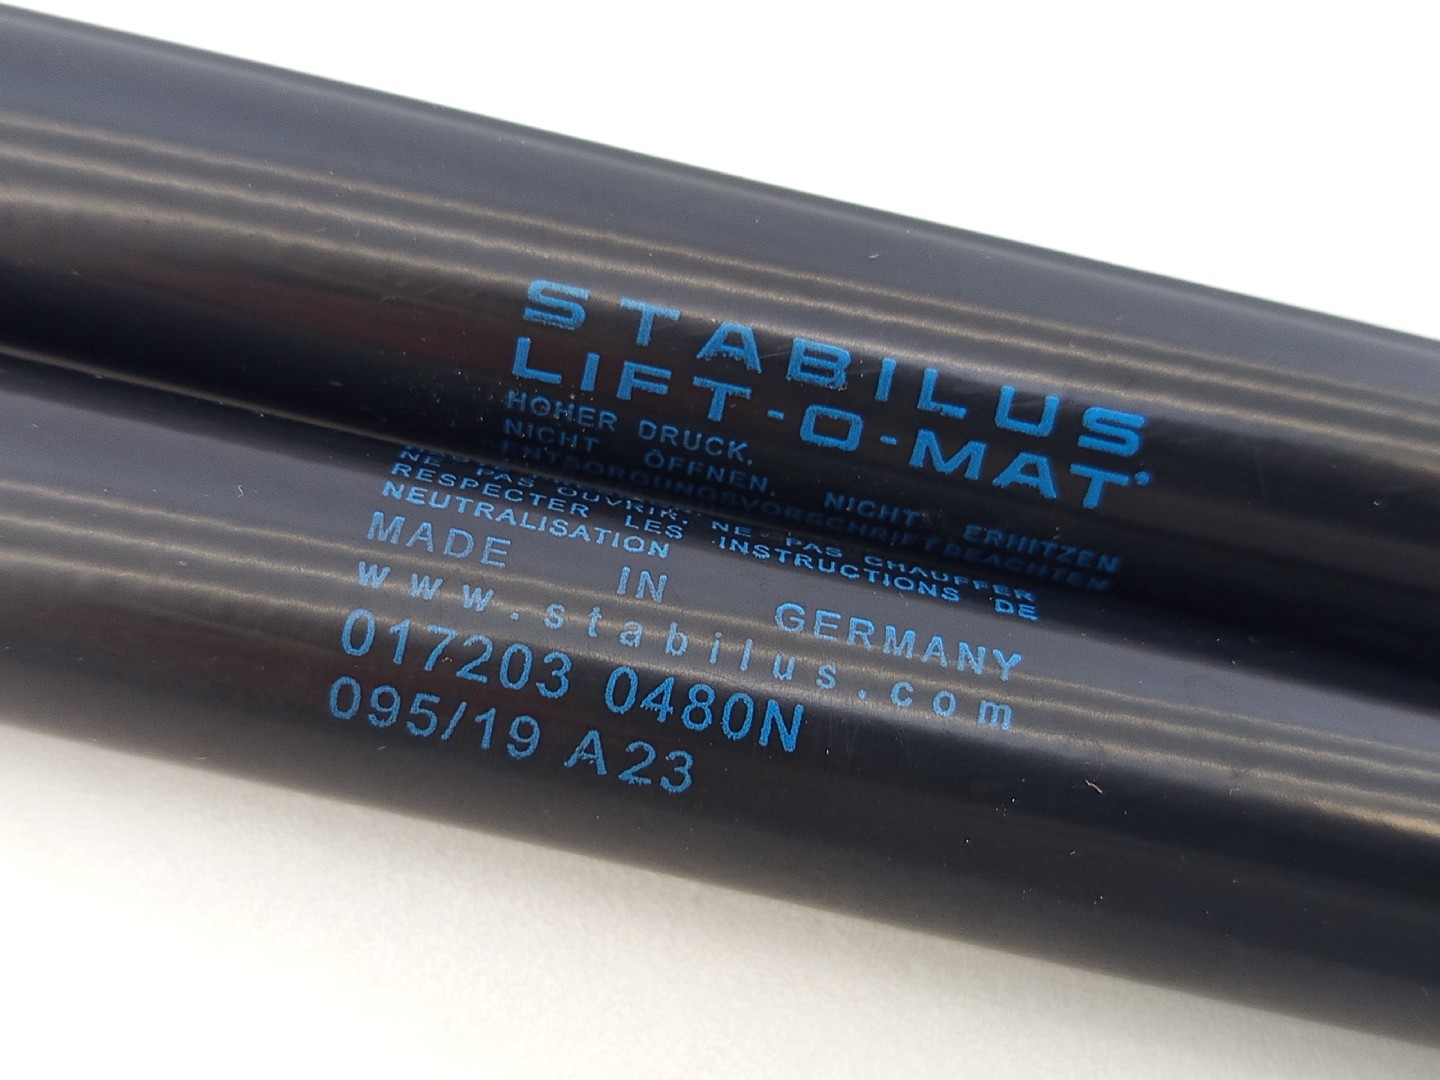 STABILUS
LIFT-O-MAT
HOHER DRUCK.
NICHT ÖFFNEN. NICHT ERHITZEN
ENTSORGUNGSVORSCHRIFT BEACHTEN
NE PAS OUVRIR. NE PAS CHAUFFER
RESPECTER LES INSTRUCTIONS DE
NEUTRALISATION
MADE IN GERMANY
www.stabilus.com
017203 0480N
095/19 A23